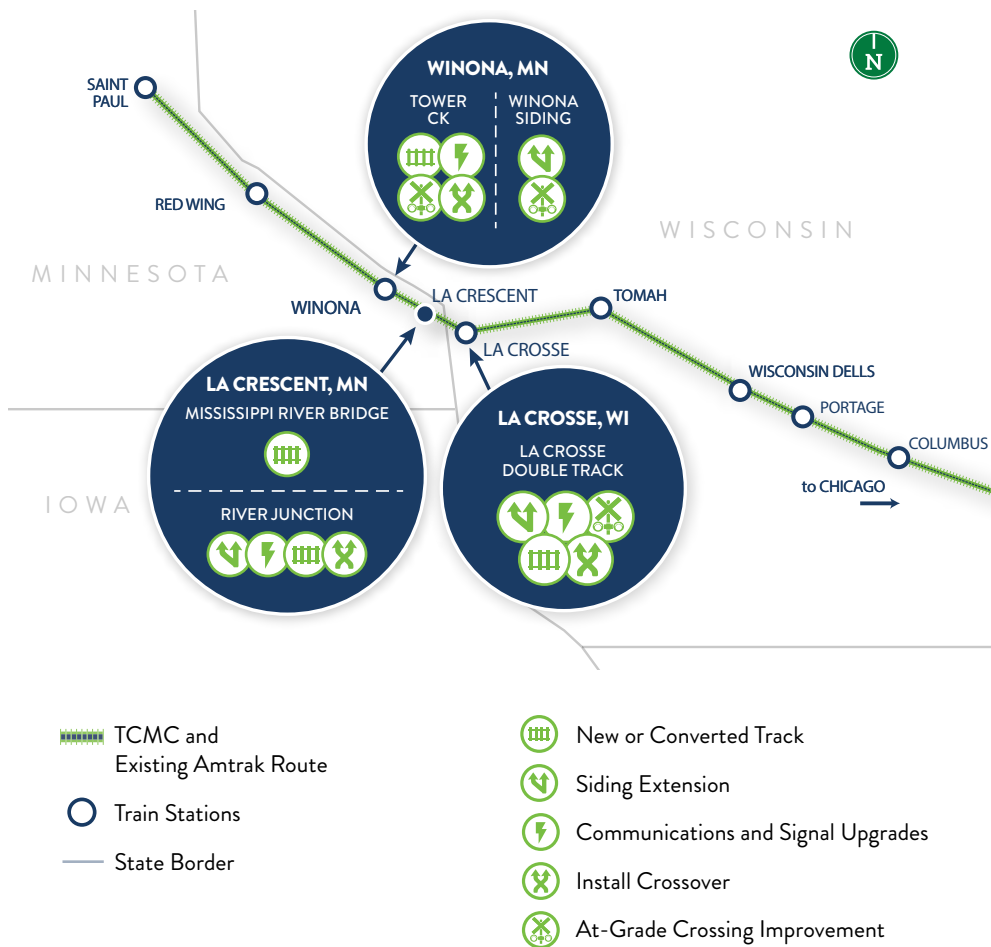 N
WINONA, MN
TOWER
CK
WINONA
SIDING
SAINT
PAUL
RED WING
WISCONSIN
MINNESOTA
WINONA
LA CRESCENT
TOMAH
LA CROSSE
WISCONSIN DELLS
PORTAGE
COLUMBUS
to CHICAGO
IOWA
LA CRESCENT, MN
MISSISSIPPI RIVER BRIDGE
RIVER JUNCTION
LA CROSSE, WI
LA CROSSE
DOUBLE TRACK
TCMC and
Existing Amtrak Route
Train Stations
State Border
New or Converted Track
Siding Extension
Communications and Signal Upgrades
Install Crossover
At-Grade Crossing Improvement